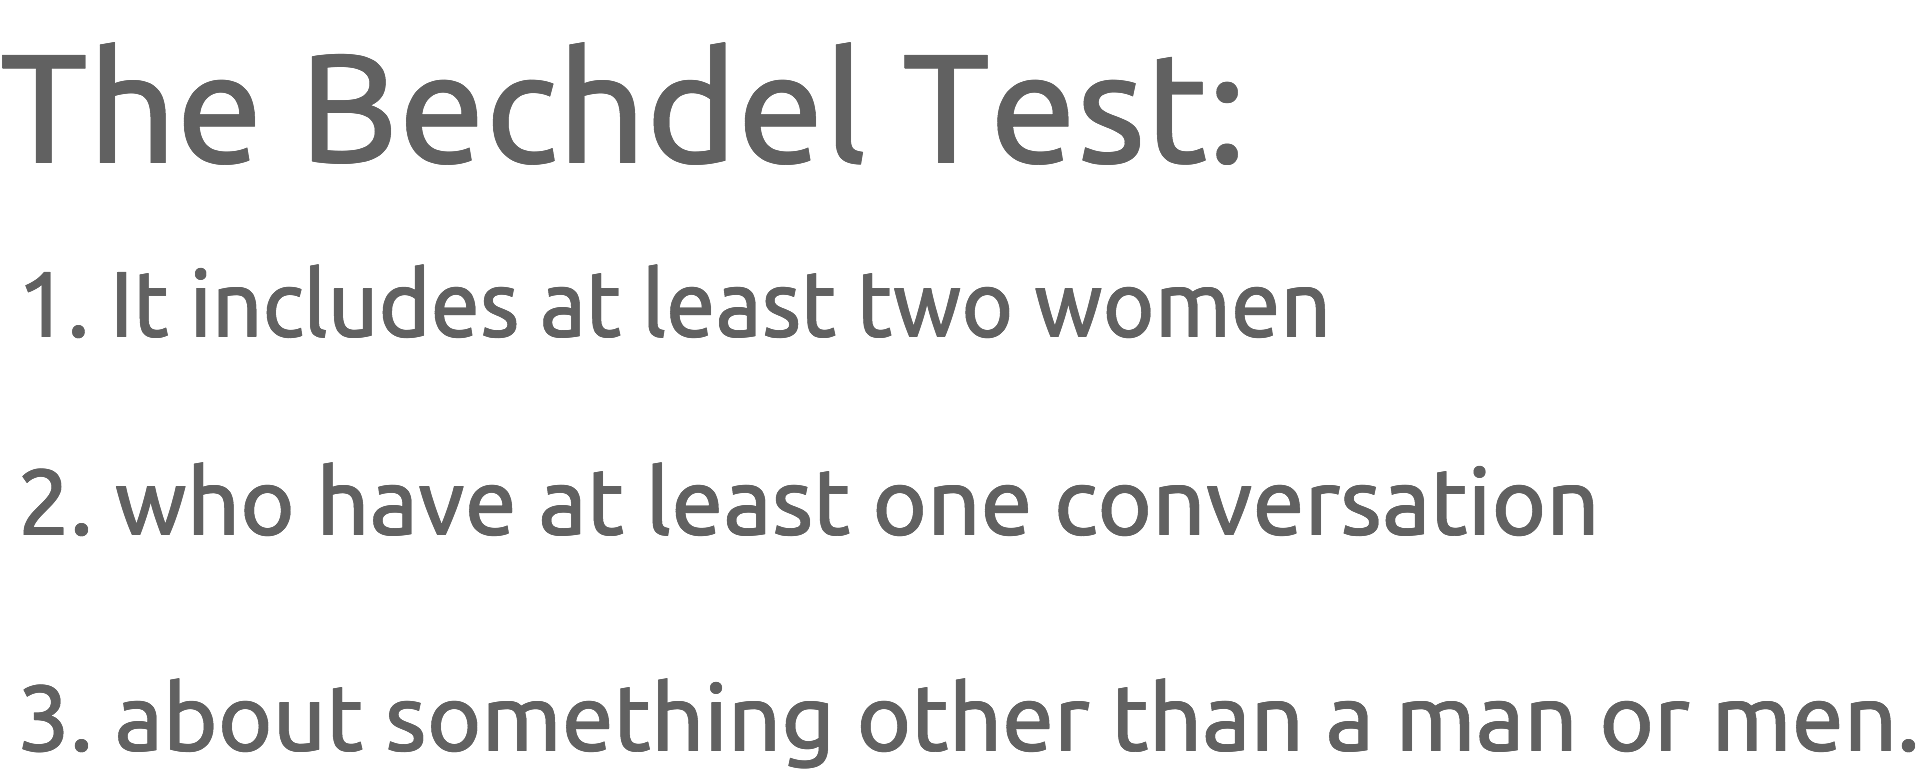 The Bechdel Test:
1. It includes at least two women
2. who have at least one conversation
3. about something other than a man or men.